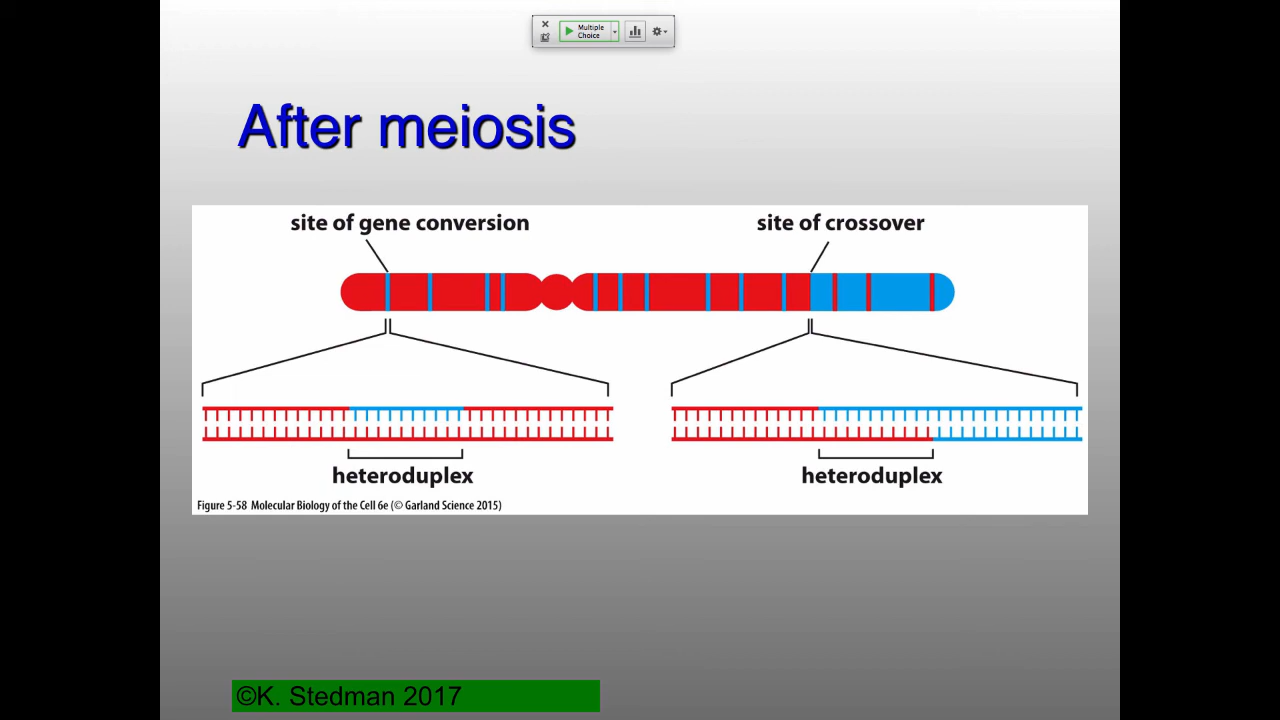 Multiple
Choice
After meiosis
site of gene conversion
site of crossover
heteroduplex
heteroduplex
Figure 5-58 Molecular Biology of the Cell 6e (© Garland Science 2015)
©K. Stedman 2017